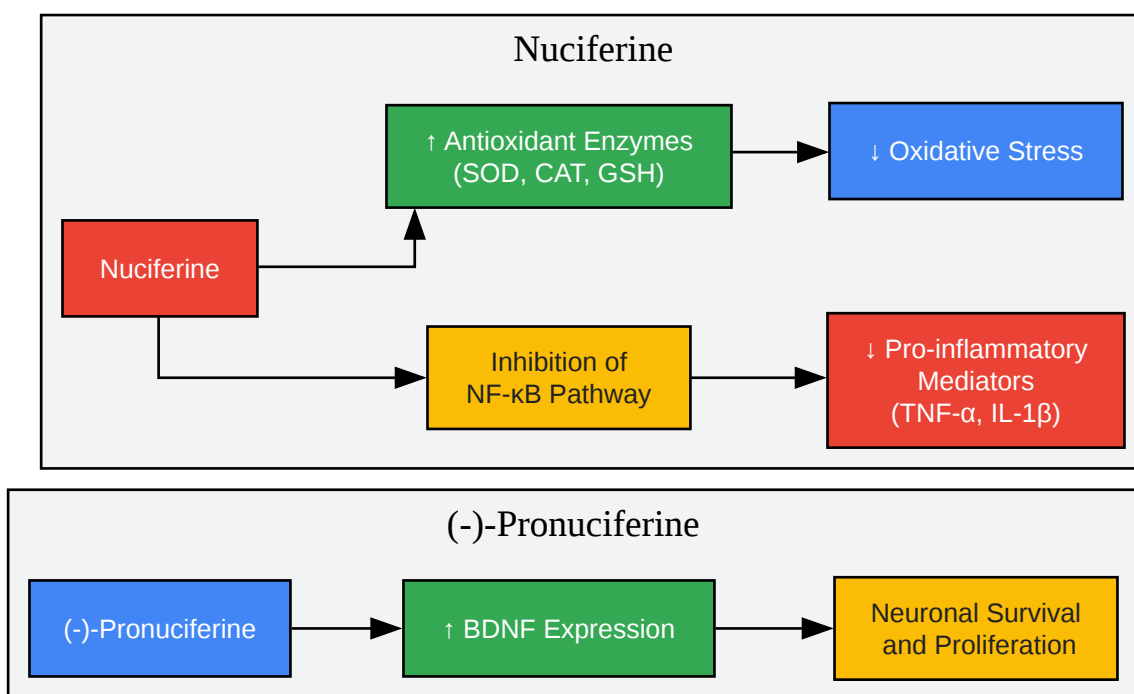 Nuciferine
↑ Antioxidant Enzymes
(SOD, CAT, GSH)
↓ Oxidative Stress
Nuciferine
Inhibition of
NF-κB Pathway
↓ Pro-inflammatory
Mediators
(TNF-α, IL-1β)
(-)-Pronuciferine
(-)-Pronuciferine
↑ BDNF Expression
Neuronal Survival
and Proliferation